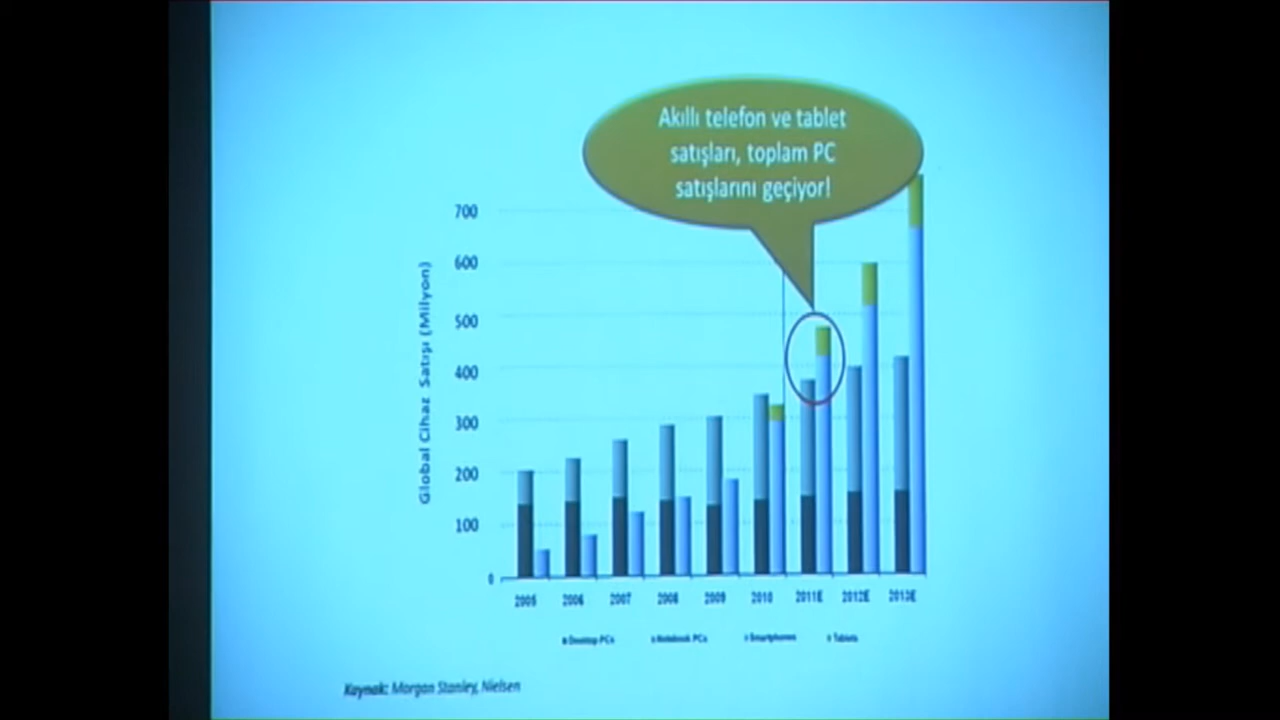 Akıllı telefon ve tablet
satışları, toplam PC
satışlarını geçiyor!
Global Cihaz Satışı (Milyon)
700
600
500
400
300
200
100
0
2005
2006
2007
2008
2009
2010
2011E
2012E
2013E
Desktop PCs
Notebook PCs
Smartphones
Tablets
Kaynak: Morgan Stanley, Nielsen